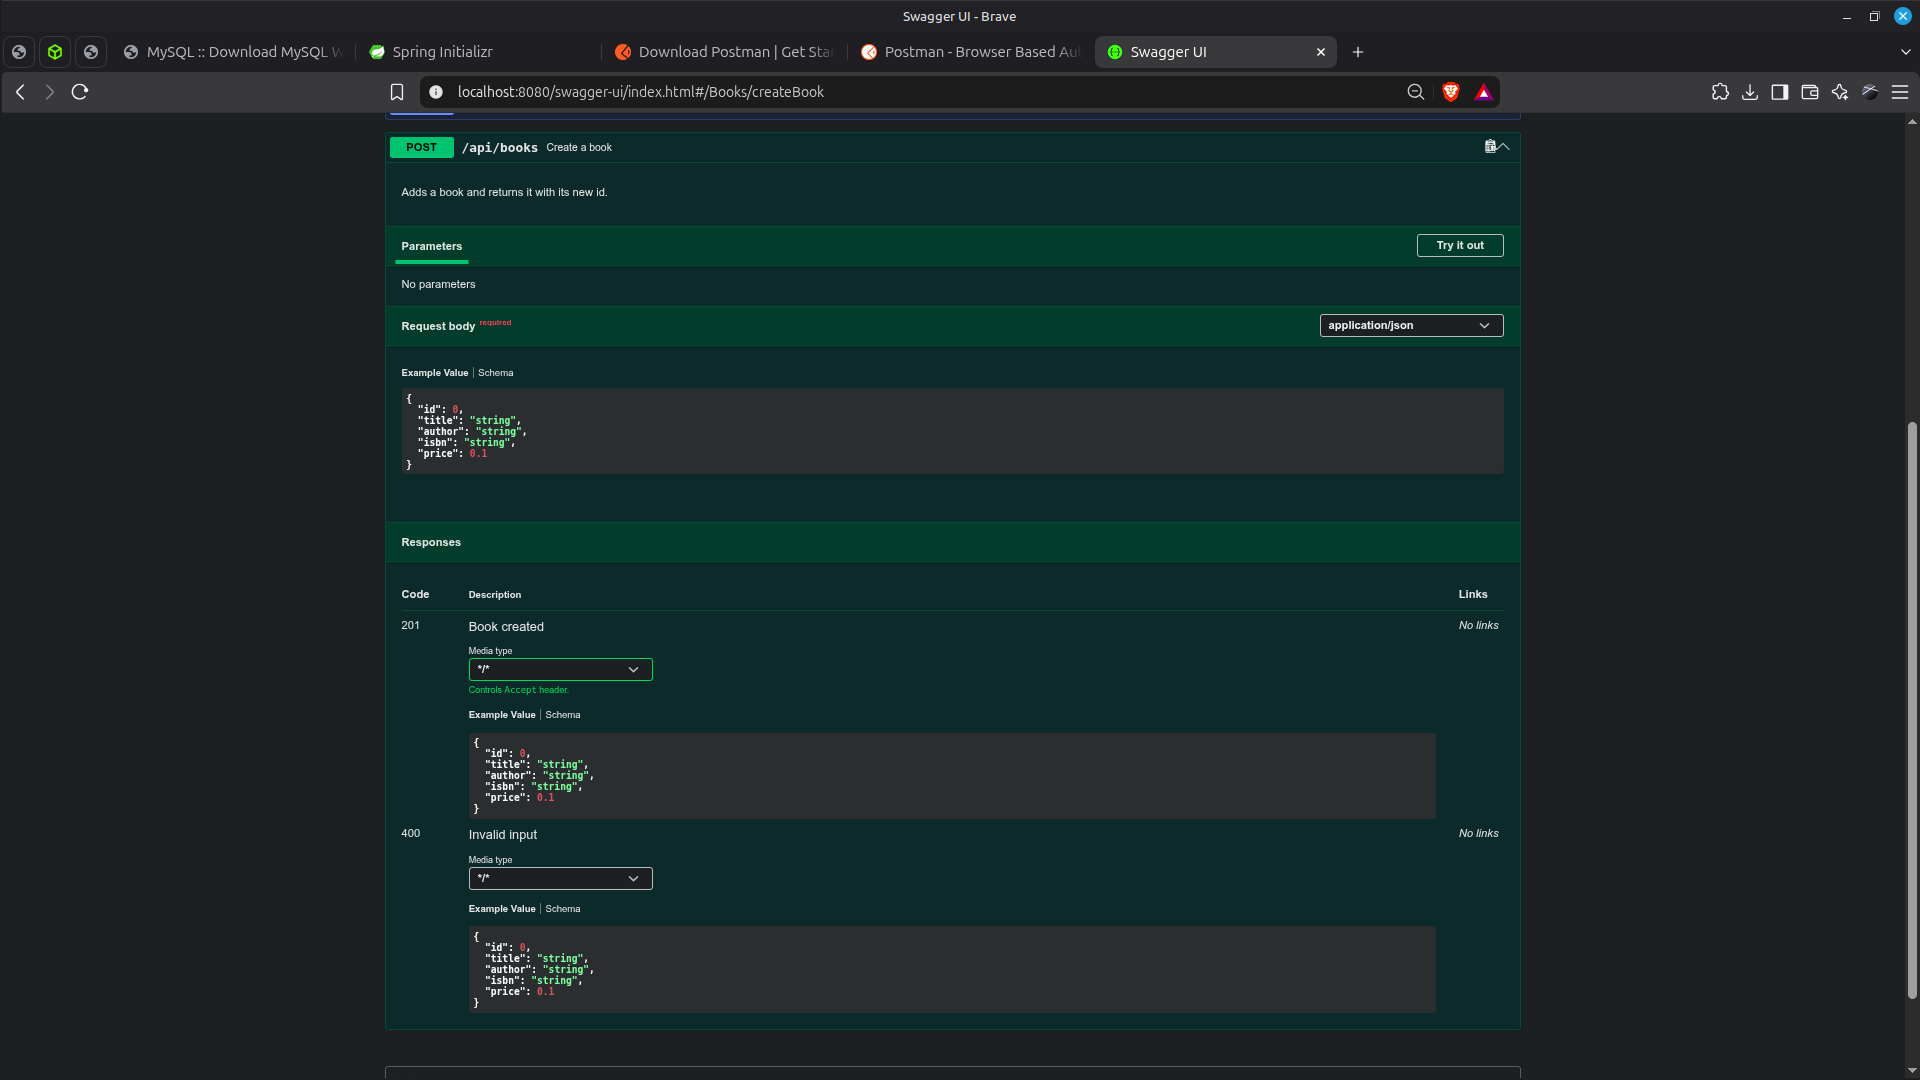 Swagger UI - Brave
MySQL :: Download MySQL W
Spring Initializr
Download Postman | Get Star
Postman - Browser Based Aut
Swagger UI
localhost:8080/swagger-ui/index.html#/Books/createBook
POST /api/books Create a book
Adds a book and returns it with its new id.
Parameters
Try it out
No parameters
Request body required
application/json
Example Value | Schema
{
"id": 0,
"title": "string",
"author": "string",
"isbn": "string",
"price": 0.1
}
Responses
Code Description Links
201 Book created No links
Media type
*/*
Controls Accept header.
Example Value | Schema
{
"id": 0,
"title": "string",
"author": "string",
"isbn": "string",
"price": 0.1
}
400 Invalid input No links
Media type
*/*
Example Value | Schema
{
"id": 0,
"title": "string",
"author": "string",
"isbn": "string",
"price": 0.1
}